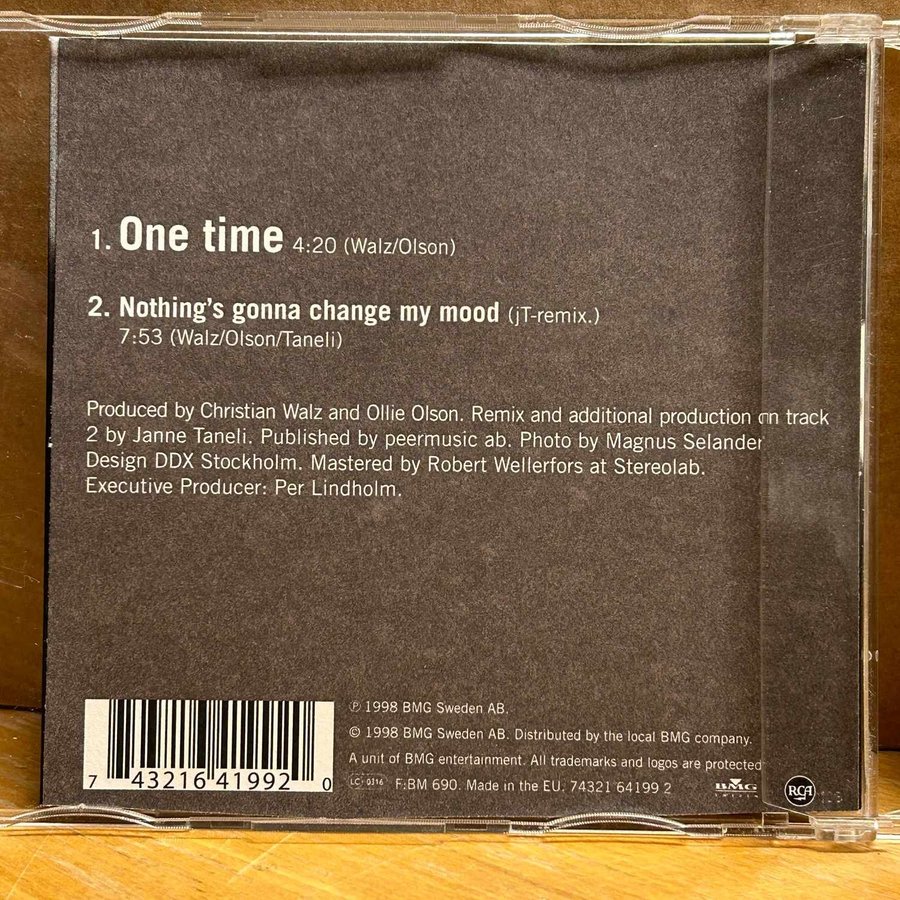 1. One time 4:20 (Walz/Olson)
2. Nothing's gonna change my mood (jT-remix.)
7:53 (Walz/Olson/Taneli)
Produced by Christian Walz and Ollie Olson. Remix and additional production on track
2 by Janne Taneli. Published by peermusic ab. Photo by Magnus Selander
Design DDX Stockholm. Mastered by Robert Wellerfors at Stereolab.
Executive Producer: Per Lindholm.
℗ 1998 BMG Sweden AB.
© 1998 BMG Sweden AB. Distributed by the local BMG company.
A unit of BMG entertainment. All trademarks and logos are protected
LC-0316 F:BM 690. Made in the EU. 74321 64199 2
BMG
SWEDEN
RCA
7 43216 41992 0